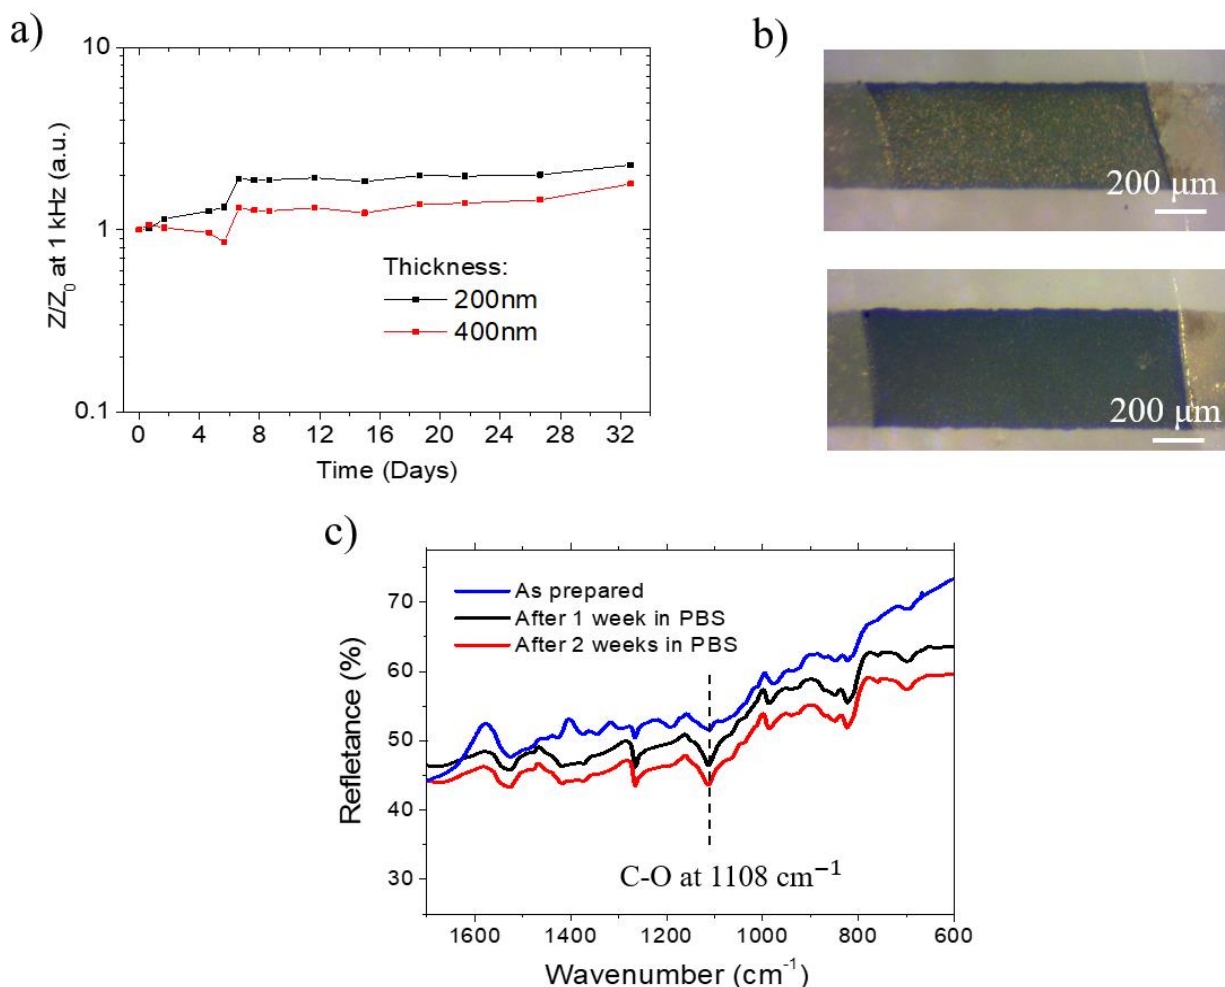 a)
10
1
0.1
Z/Z₀ at 1 kHz (a.u.)
Thickness:
200nm
400nm
0 4 8 12 16 20 24 28 32
Time (Days)
b)
200 µm
200 µm
c)
70
60
50
40
30
Refletance (%)
As prepared
After 1 week in PBS
After 2 weeks in PBS
C-O at 1108 cm⁻¹
1600 1400 1200 1000 800 600
Wavenumber (cm⁻¹)